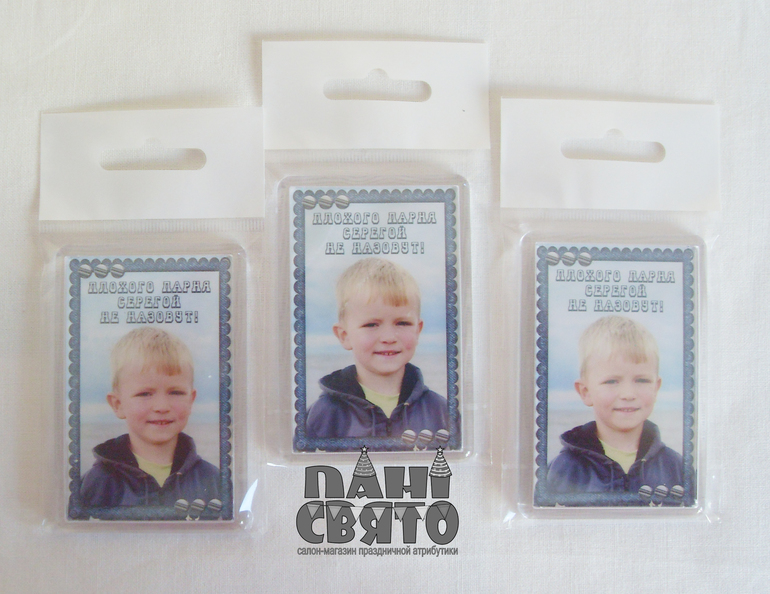 ПЛОХОГО ПАРНЯ
СЕРЕГОЙ
НЕ НАЗОВУТ!
ПЛОХОГО ПАРНЯ
СЕРЕГОЙ
НЕ НАЗОВУТ!
ПЛОХОГО ПАРНЯ
СЕРЕГОЙ
НЕ НАЗОВУТ!
ПАНІ
СВЯТО
салон-магазин праздничной атрибутики